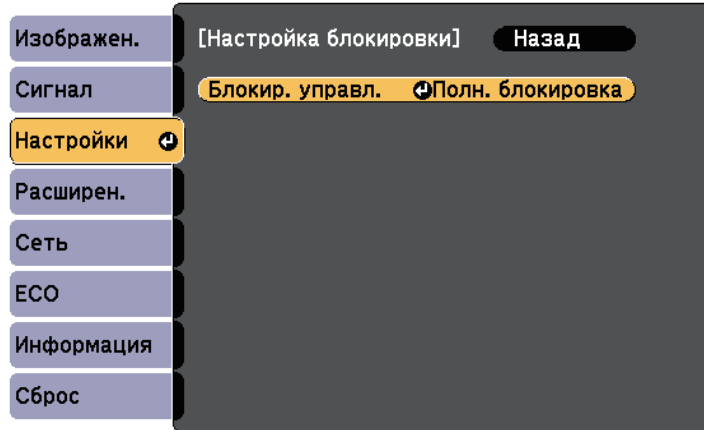 Изображен.
Сигнал
Настройки
Расширен.
Сеть
ECO
Информация
Сброс
[Настройка блокировки] Назад
Блокир. управл. Полн. блокировка